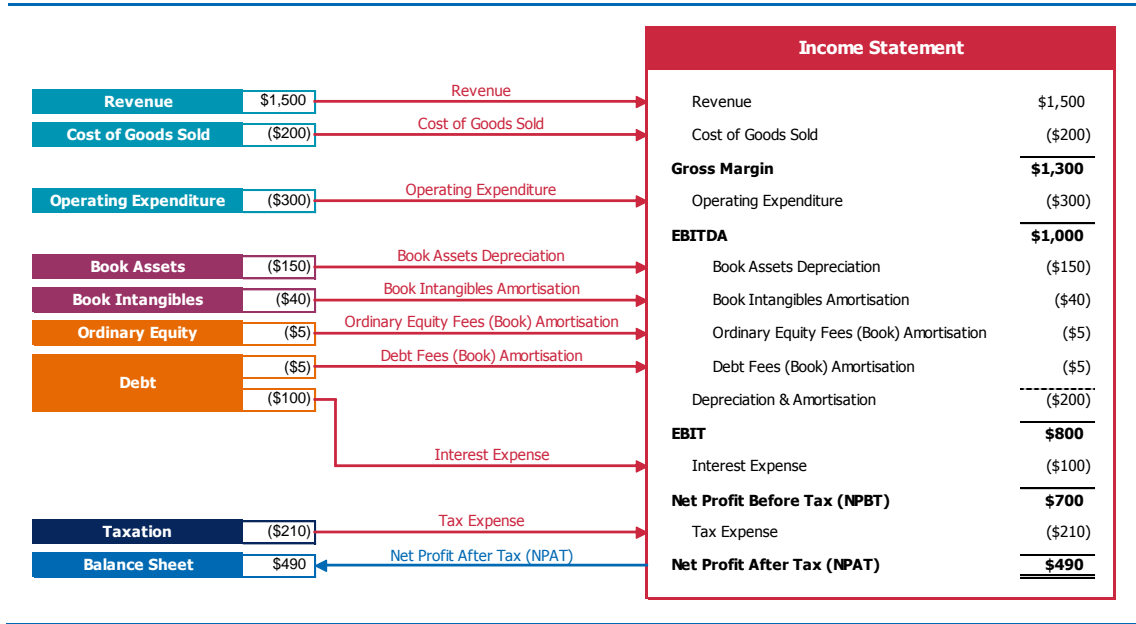 Income Statement
Revenue $1,500 Revenue Revenue $1,500
Cost of Goods Sold ($200) Cost of Goods Sold Cost of Goods Sold ($200)
Gross Margin $1,300
Operating Expenditure ($300) Operating Expenditure Operating Expenditure ($300)
EBITDA $1,000
Book Assets ($150) Book Assets Depreciation Book Assets Depreciation ($150)
Book Intangibles ($40) Book Intangibles Amortisation Book Intangibles Amortisation ($40)
Ordinary Equity ($5) Ordinary Equity Fees (Book) Amortisation Ordinary Equity Fees (Book) Amortisation ($5)
Debt ($5) Debt Fees (Book) Amortisation Debt Fees (Book) Amortisation ($5)
($100) Depreciation & Amortisation ($200)
EBIT $800
Interest Expense Interest Expense ($100)
Net Profit Before Tax (NPBT) $700
Taxation ($210) Tax Expense Tax Expense ($210)
Balance Sheet $490 Net Profit After Tax (NPAT) Net Profit After Tax (NPAT) $490